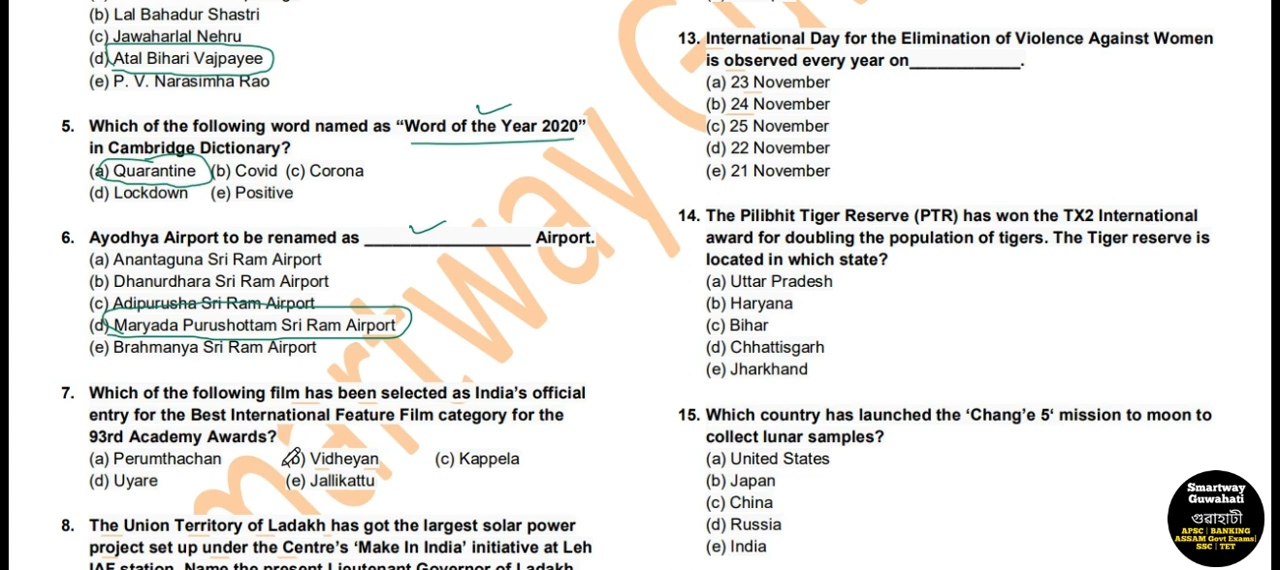 (b) Lal Bahadur Shastri
(c) Jawaharlal Nehru
(d) Atal Bihari Vajpayee
(e) P. V. Narasimha Rao
5. Which of the following word named as “Word of the Year 2020”
in Cambridge Dictionary?
(a) Quarantine (b) Covid (c) Corona
(d) Lockdown (e) Positive
6. Ayodhya Airport to be renamed as _________________ Airport.
(a) Anantaguna Sri Ram Airport
(b) Dhanurdhara Sri Ram Airport
(c) Adipurusha Sri Ram Airport
(d) Maryada Purushottam Sri Ram Airport
(e) Brahmanya Sri Ram Airport
7. Which of the following film has been selected as India’s official
entry for the Best International Feature Film category for the
93rd Academy Awards?
(a) Perumthachan (b) Vidheyan (c) Kappela
(d) Uyare (e) Jallikattu
8. The Union Territory of Ladakh has got the largest solar power
project set up under the Centre’s ‘Make In India’ initiative at Leh
IAF station. Name the present Lieutenant Governor of Ladakh
13. International Day for the Elimination of Violence Against Women
is observed every year on____________.
(a) 23 November
(b) 24 November
(c) 25 November
(d) 22 November
(e) 21 November
14. The Pilibhit Tiger Reserve (PTR) has won the TX2 International
award for doubling the population of tigers. The Tiger reserve is
located in which state?
(a) Uttar Pradesh
(b) Haryana
(c) Bihar
(d) Chhattisgarh
(e) Jharkhand
15. Which country has launched the ‘Chang’e 5‘ mission to moon to
collect lunar samples?
(a) United States
(b) Japan
(c) China
(d) Russia
(e) India
Smartway
Guwahati
গুৱাহাটী
APSC | BANKING
ASSAM Govt Exams|
SSC | TET